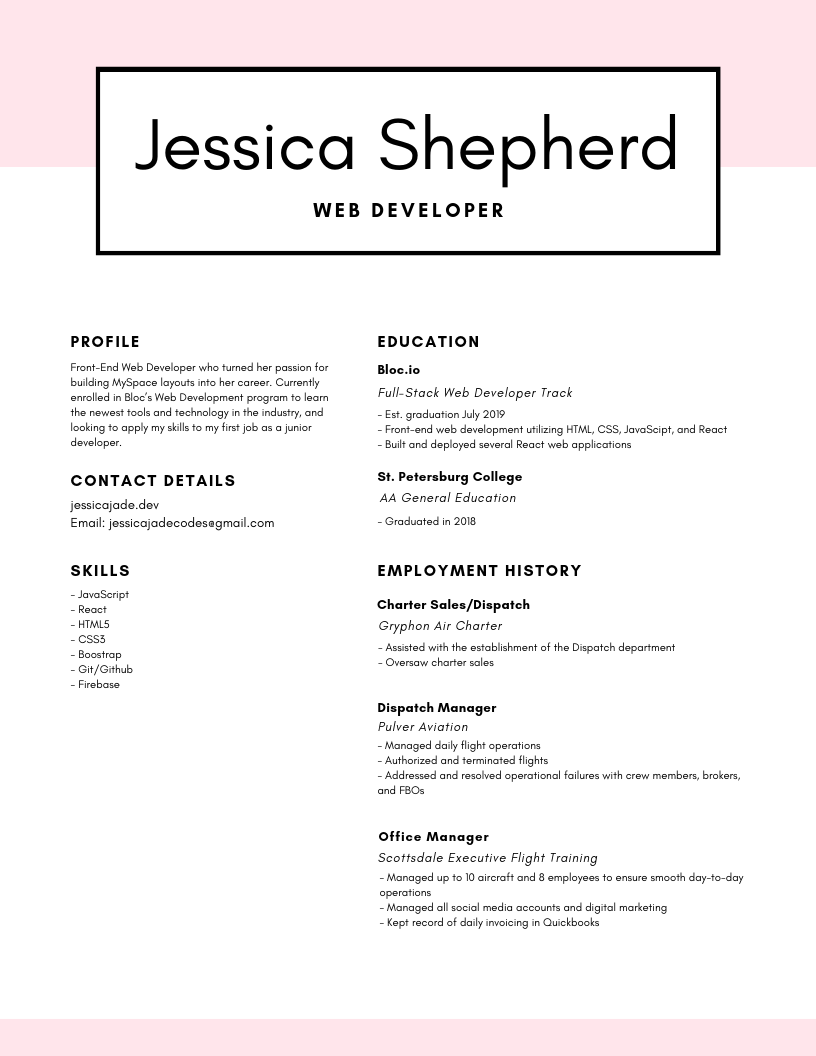 Jessica Shepherd
WEB DEVELOPER
PROFILE
Front-End Web Developer who turned her passion for
building MySpace layouts into her career. Currently
enrolled in Bloc's Web Development program to learn
the newest tools and technology in the industry, and
looking to apply my skills to my first job as a junior
developer.
CONTACT DETAILS
jessicajade.dev
Email: jessicajadecodes@gmail.com
SKILLS
- JavaScript
- React
- HTML5
- CSS3
- Boostrap
- Git/Github
- Firebase
EDUCATION
Bloc.io
Full-Stack Web Developer Track
- Est. graduation July 2019
- Front-end web development utilizing HTML, CSS, JavaScipt, and React
- Built and deployed several React web applications
St. Petersburg College
AA General Education
- Graduated in 2018
EMPLOYMENT HISTORY
Charter Sales/Dispatch
Gryphon Air Charter
- Assisted with the establishment of the Dispatch department
- Oversaw charter sales
Dispatch Manager
Pulver Aviation
- Managed daily flight operations
- Authorized and terminated flights
- Addressed and resolved operational failures with crew members, brokers,
and FBOs
Office Manager
Scottsdale Executive Flight Training
- Managed up to 10 aircraft and 8 employees to ensure smooth day-to-day
operations
- Managed all social media accounts and digital marketing
- Kept record of daily invoicing in Quickbooks